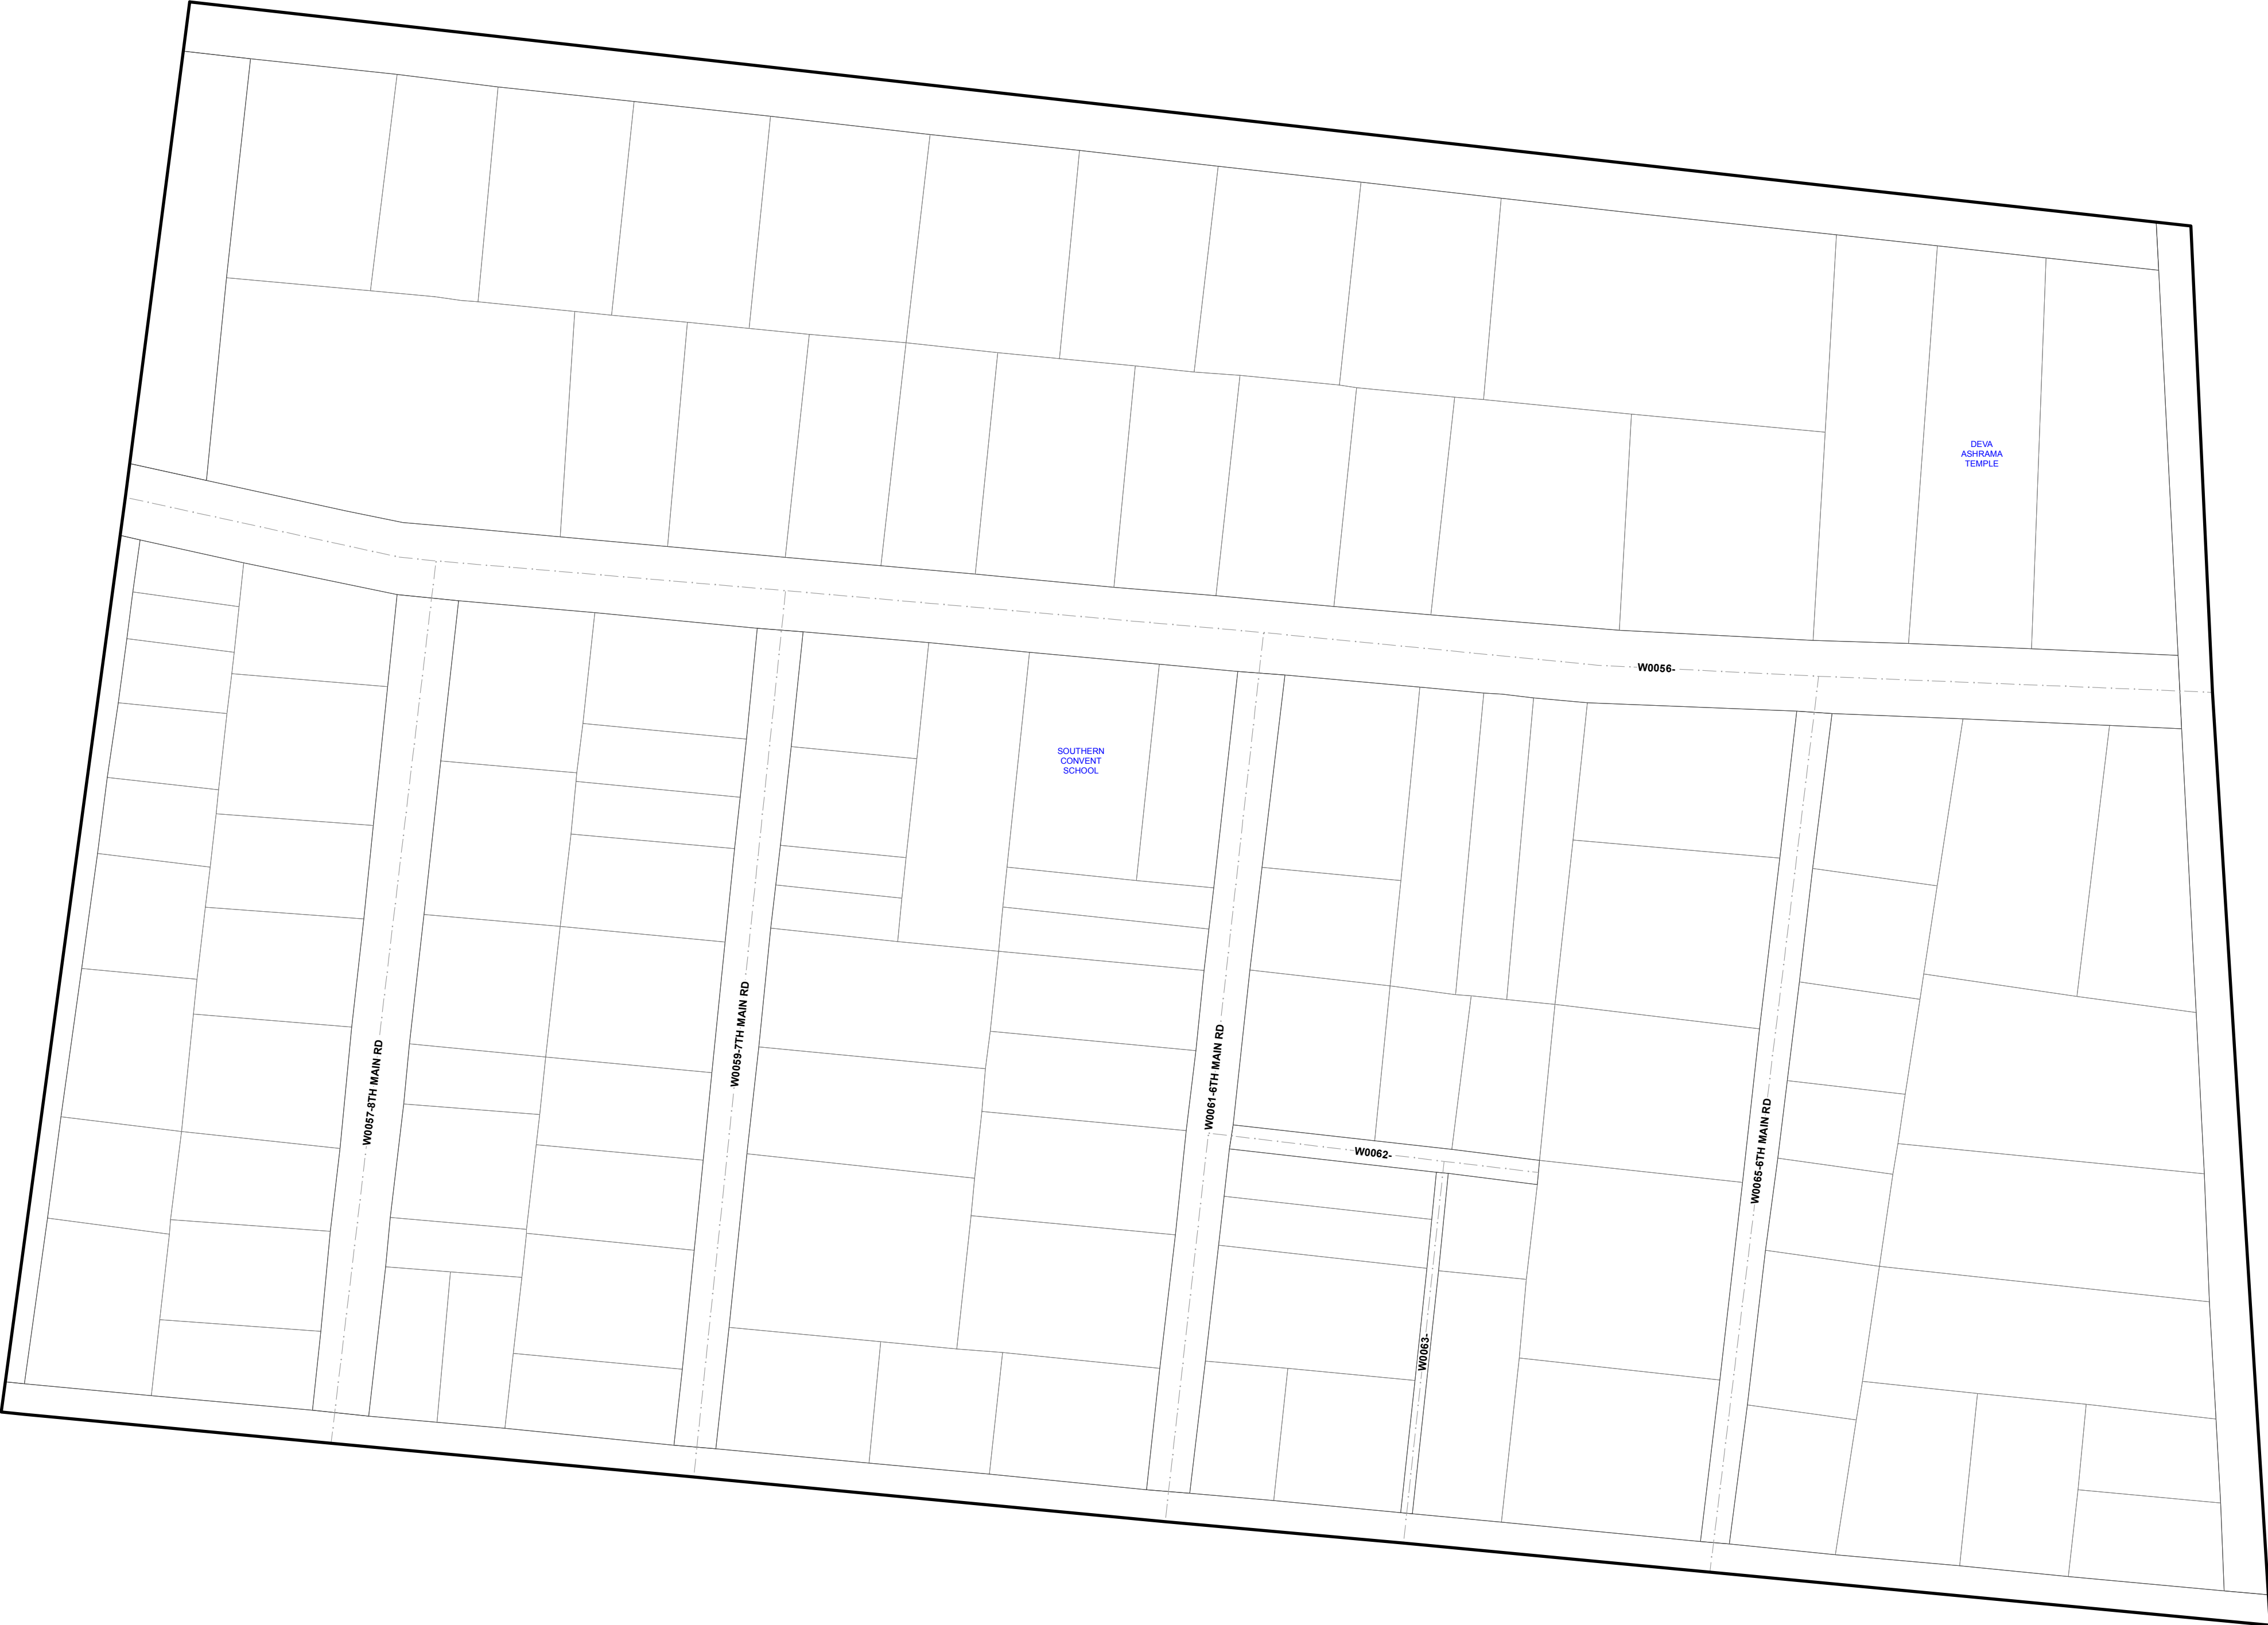 DEVA
ASHRAMA
TEMPLE
W0056-
SOUTHERN
CONVENT
SCHOOL
W0057-8TH MAIN RD
W0059-7TH MAIN RD
W0061-6TH MAIN RD
W0062-
W0065-6TH MAIN RD
W0063-